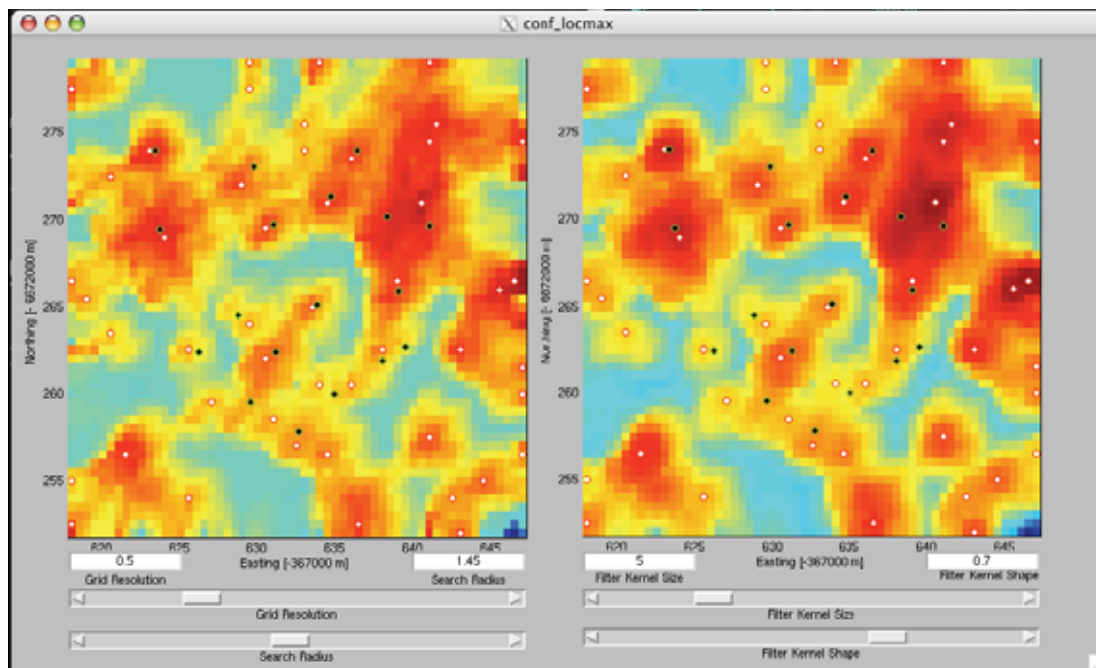 conf_locmax
275
270
265
260
255
620
625
630
635
640
645
Northing [-6672000 m]
0.5
Easting [-367000 m]
1.45
Grid Resolution
Search Radius
Grid Resolution
Search Radius
275
270
265
260
255
620
625
630
635
640
645
5
Easting [-367000 m]
0.7
Filter Kernel Size
Filter Kernel Shape
Filter Kernel Size
Filter Kernel Shape